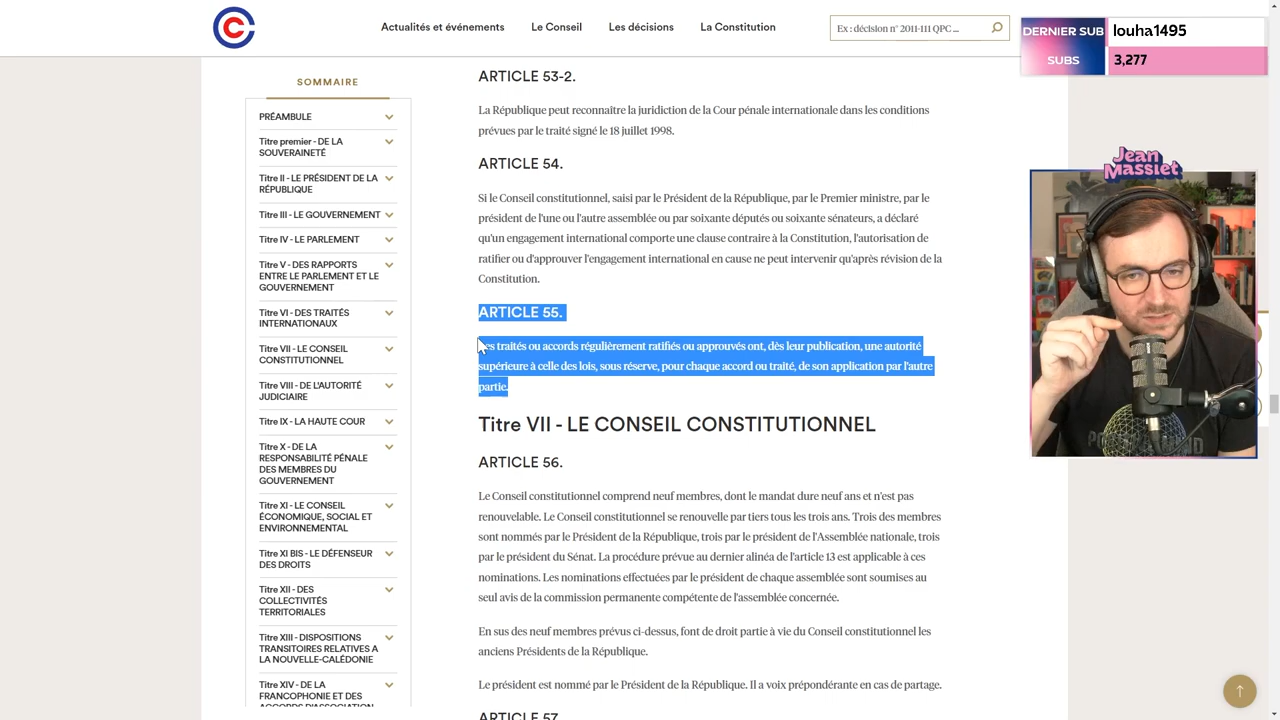 Actualités et événements
Le Conseil
Les décisions
La Constitution
Ex : décision n° 2011-111 QPC ...
DERNIER SUB
louha1495
SUBS
3,277
Jean
Massiet
SOMMAIRE
PRÉAMBULE
Titre premier - DE LA
SOUVERAINETÉ
Titre II - LE PRÉSIDENT DE LA
RÉPUBLIQUE
Titre III - LE GOUVERNEMENT
Titre IV - LE PARLEMENT
Titre V - DES RAPPORTS
ENTRE LE PARLEMENT ET LE
GOUVERNEMENT
Titre VI - DES TRAITÉS
INTERNATIONAUX
Titre VII - LE CONSEIL
CONSTITUTIONNEL
Titre VIII - DE L'AUTORITÉ
JUDICIAIRE
Titre IX - LA HAUTE COUR
Titre X - DE LA
RESPONSABILITÉ PÉNALE
DES MEMBRES DU
GOUVERNEMENT
Titre XI - LE CONSEIL
ÉCONOMIQUE, SOCIAL ET
ENVIRONNEMENTAL
Titre XI BIS - LE DÉFENSEUR
DES DROITS
Titre XII - DES
COLLECTIVITÉS
TERRITORIALES
Titre XIII - DISPOSITIONS
TRANSITOIRES RELATIVES A
LA NOUVELLE-CALÉDONIE
Titre XIV - DE LA
FRANCOPHONIE ET DES
ACCORDS D'ASSOCIATION
ARTICLE 53-2.
La République peut reconnaître la juridiction de la Cour pénale internationale dans les conditions
prévues par le traité signé le 18 juillet 1998.
ARTICLE 54.
Si le Conseil constitutionnel, saisi par le Président de la République, par le Premier ministre, par le
président de l'une ou l'autre assemblée ou par soixante députés ou soixante sénateurs, a déclaré
qu'un engagement international comporte une clause contraire à la Constitution, l'autorisation de
ratifier ou d'approuver l'engagement international en cause ne peut intervenir qu'après révision de la
Constitution.
ARTICLE 55.
Les traités ou accords régulièrement ratifiés ou approuvés ont, dès leur publication, une autorité
supérieure à celle des lois, sous réserve, pour chaque accord ou traité, de son application par l'autre
partie.
Titre VII - LE CONSEIL CONSTITUTIONNEL
ARTICLE 56.
Le Conseil constitutionnel comprend neuf membres, dont le mandat dure neuf ans et n'est pas
renouvelable. Le Conseil constitutionnel se renouvelle par tiers tous les trois ans. Trois des membres
sont nommés par le Président de la République, trois par le président de l'Assemblée nationale, trois
par le président du Sénat. La procédure prévue au dernier alinéa de l'article 13 est applicable à ces
nominations. Les nominations effectuées par le président de chaque assemblée sont soumises au
seul avis de la commission permanente compétente de l'assemblée concernée.
En sus des neuf membres prévus ci-dessus, font de droit partie à vie du Conseil constitutionnel les
anciens Présidents de la République.
Le président est nommé par le Président de la République. Il a voix prépondérante en cas de partage.
ARTICLE 57.